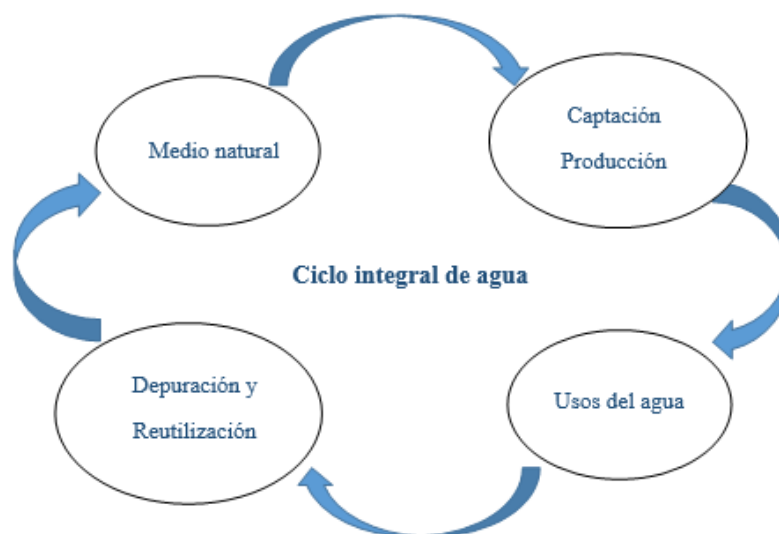 Medio natural
Captación
Producción
Ciclo integral de agua
Depuración y
Reutilización
Usos del agua